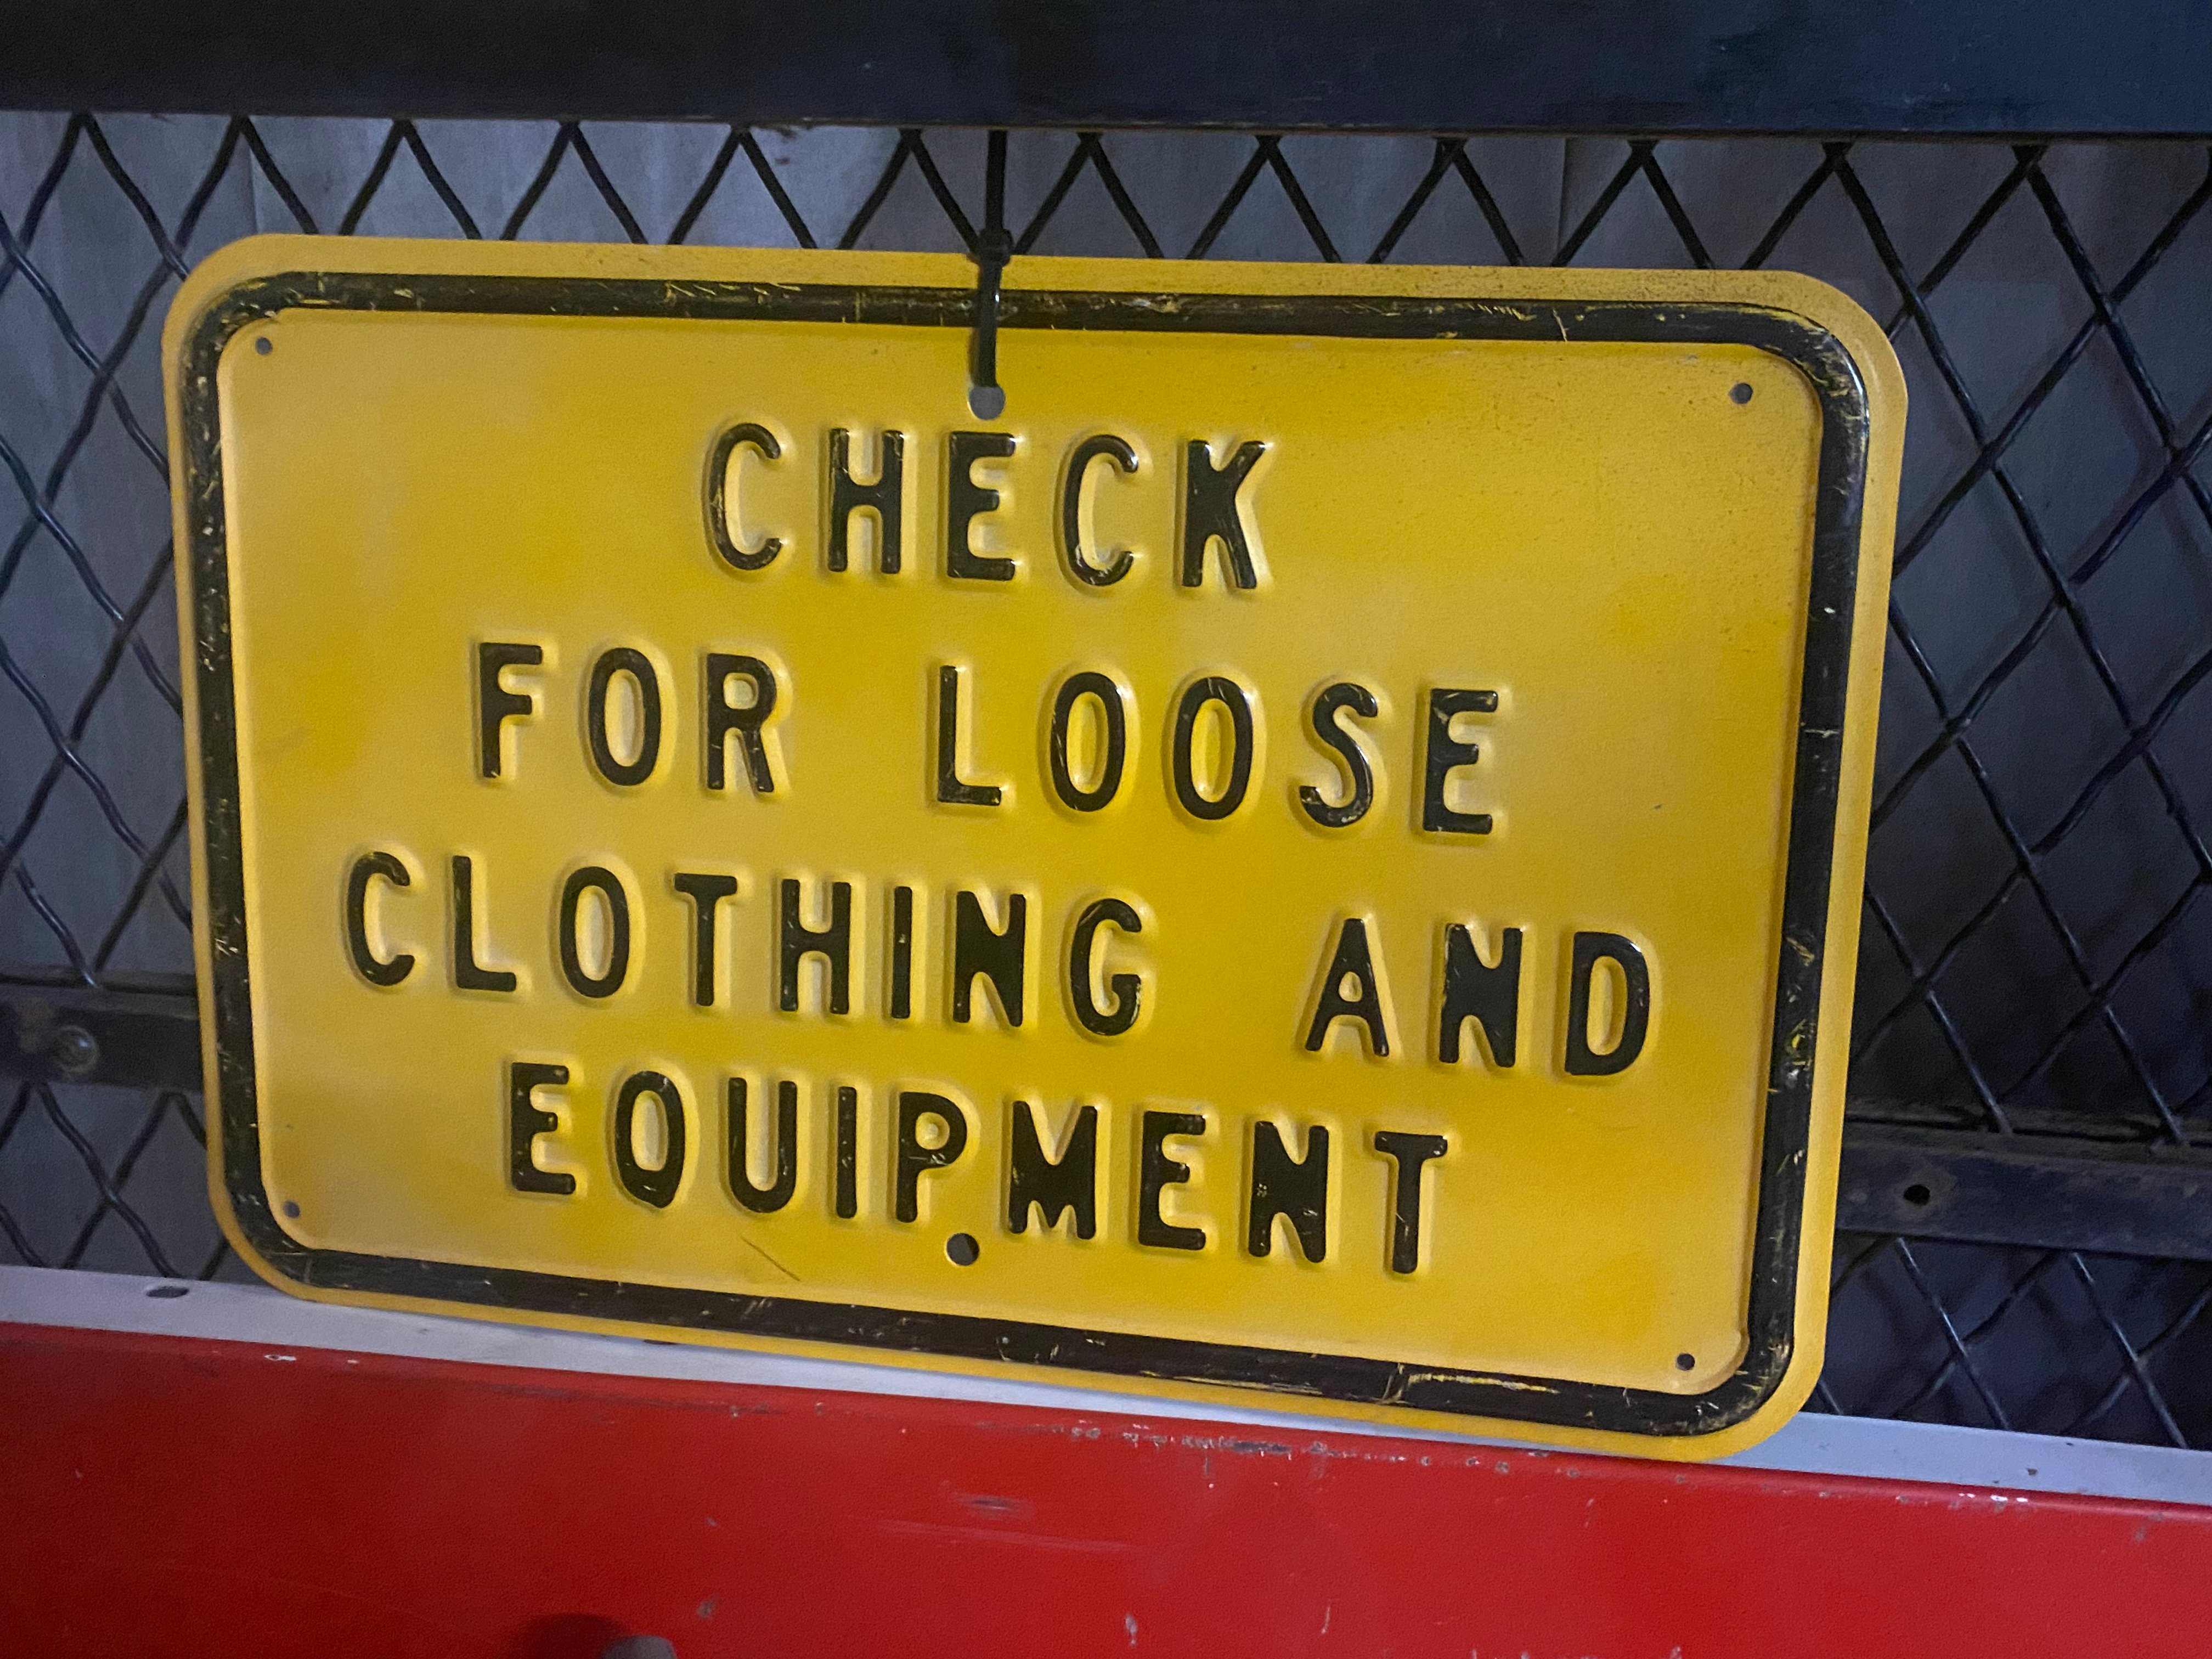 CHECK
FOR LOOSE
CLOTHING AND
EQUIPMENT